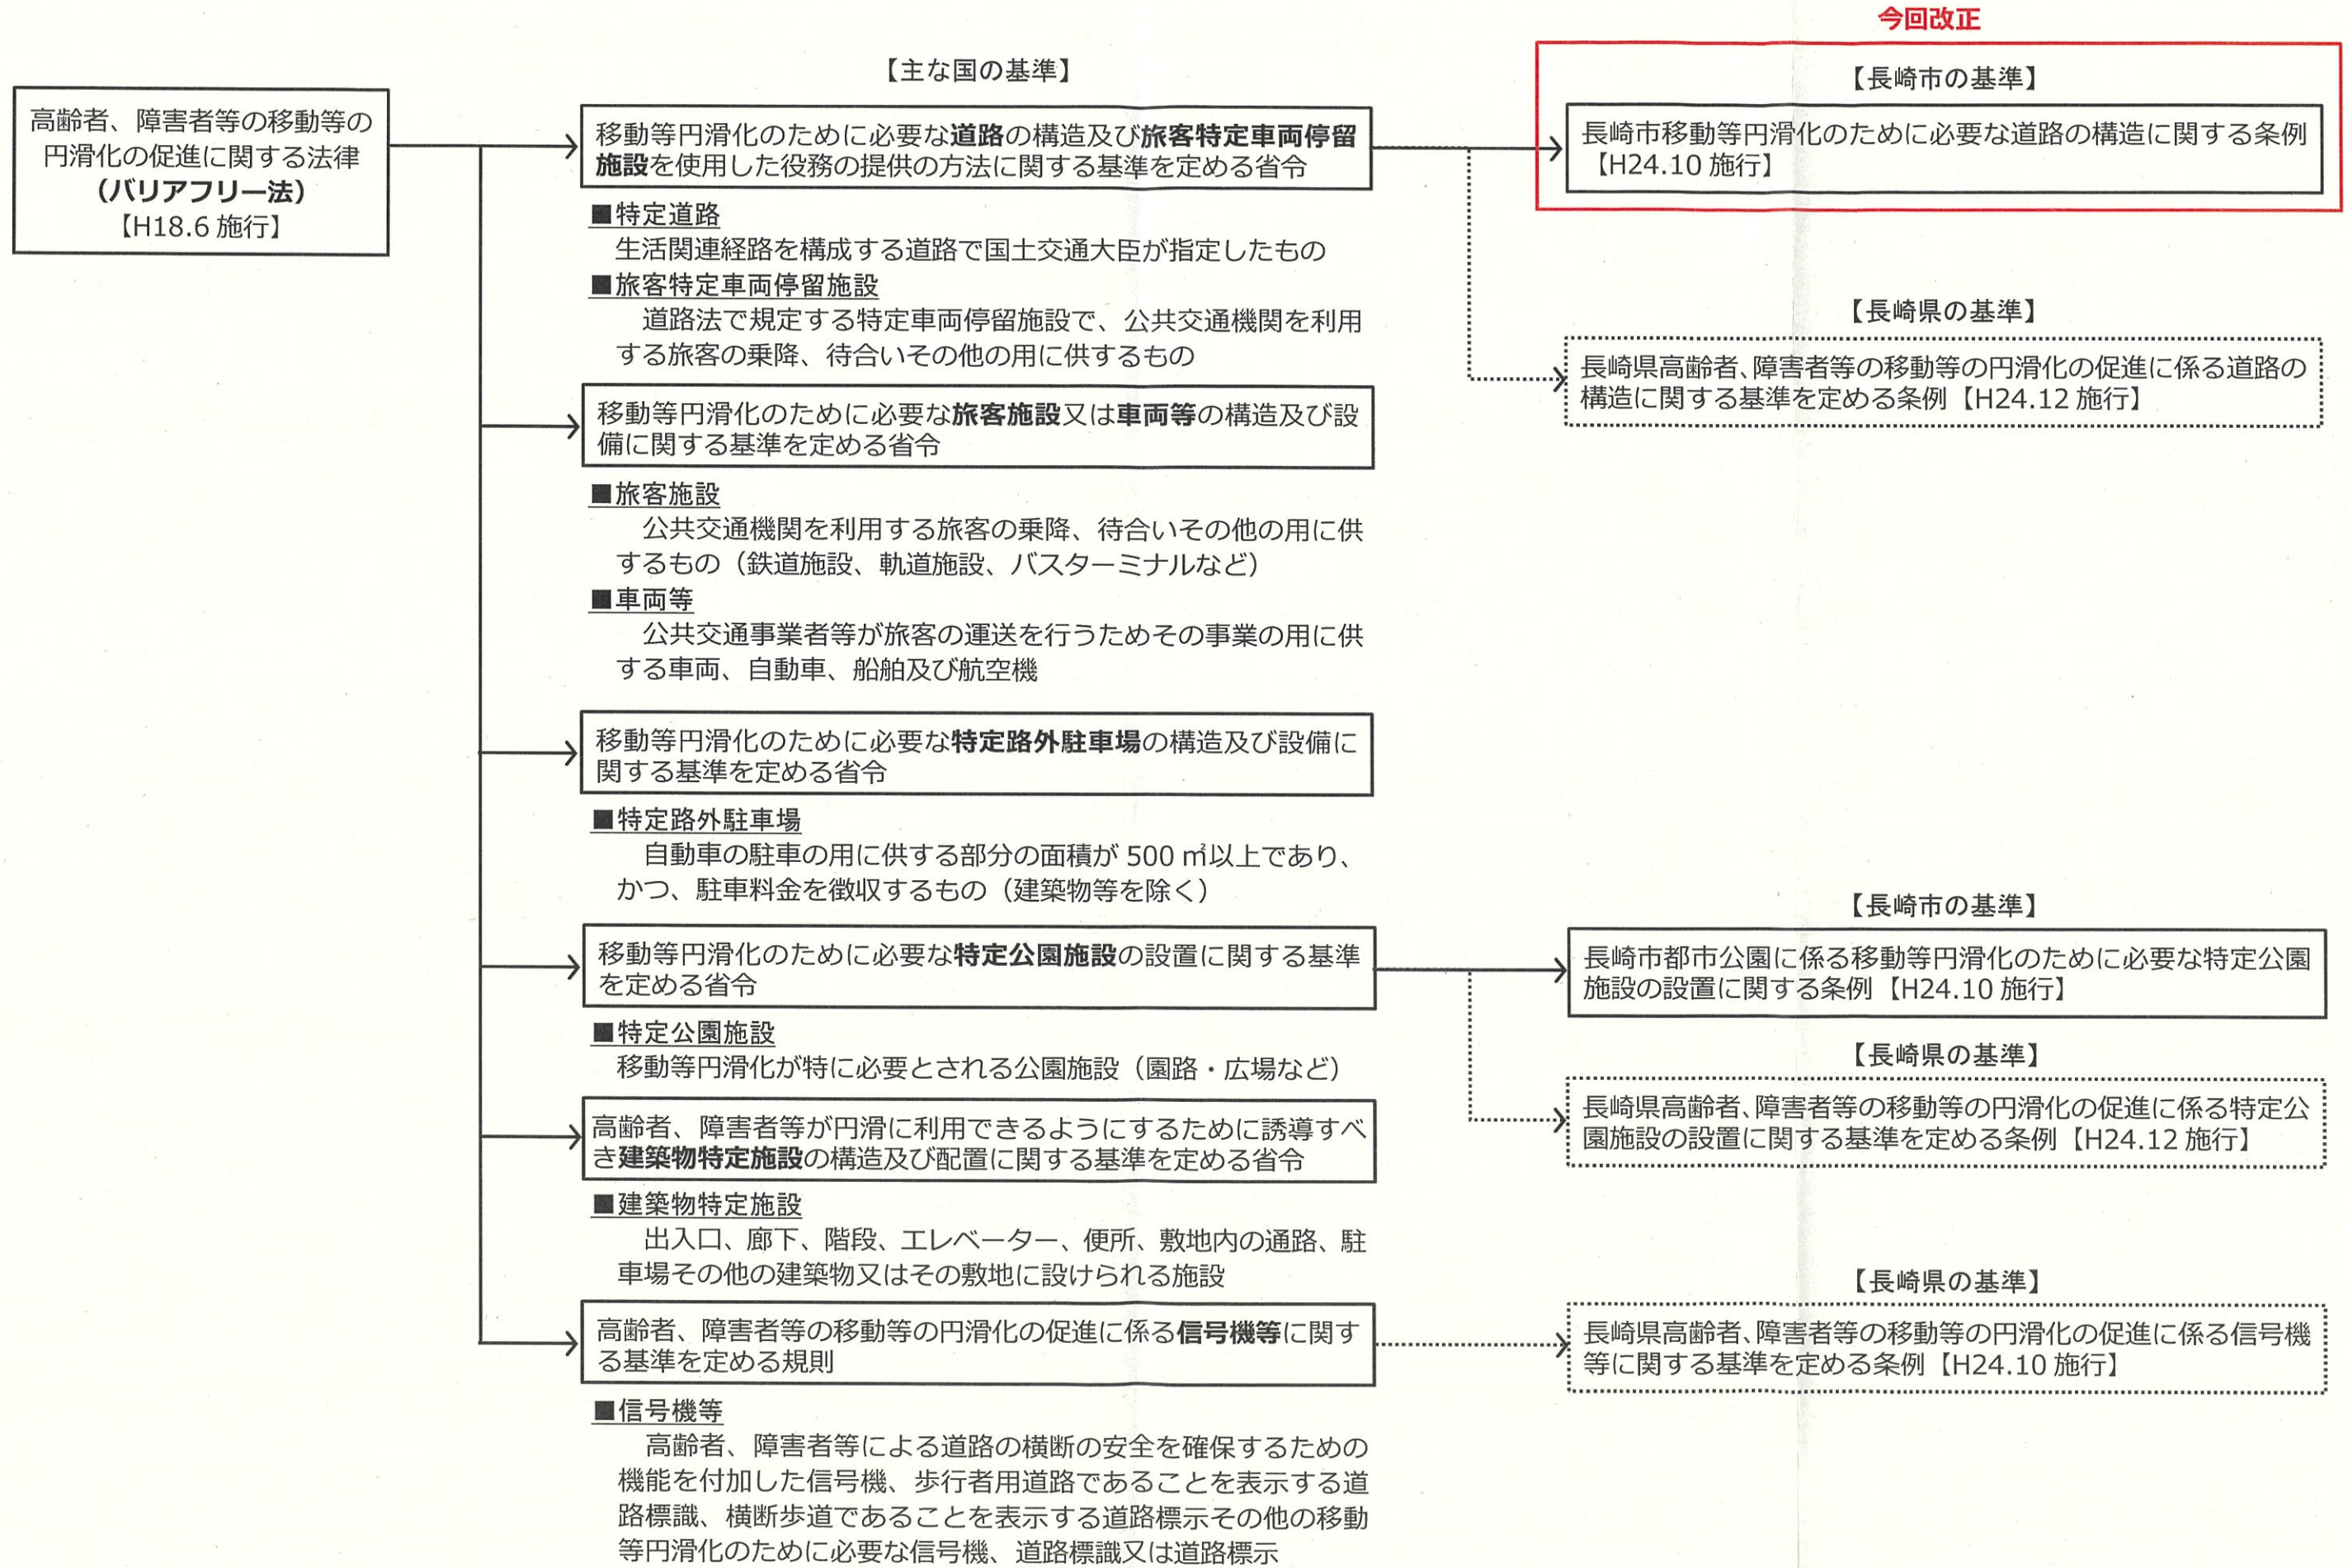 今回改正
【主な国の基準】
【長崎市の基準】
高齢者、障害者等の移動等の
円滑化の促進に関する法律
（バリアフリー法）
【H18.6 施行】
移動等円滑化のために必要な道路の構造及び旅客特定車両停留
施設を使用した役務の提供の方法に関する基準を定める省令
長崎市移動等円滑化のために必要な道路の構造に関する条例
【H24.10 施行】
■特定道路
生活関連経路を構成する道路で国土交通大臣が指定したもの
■旅客特定車両停留施設
道路法で規定する特定車両停留施設で、公共交通機関を利用
する旅客の乗降、待合いその他の用に供するもの
【長崎県の基準】
長崎県高齢者、障害者等の移動等の円滑化の促進に係る道路の
構造に関する基準を定める条例【H24.12 施行】
移動等円滑化のために必要な旅客施設又は車両等の構造及び設
備に関する基準を定める省令
■旅客施設
公共交通機関を利用する旅客の乗降、待合いその他の用に供
するもの（鉄道施設、軌道施設、バスターミナルなど）
■車両等
公共交通事業者等が旅客の運送を行うためその事業の用に供
する車両、自動車、船舶及び航空機
移動等円滑化のために必要な特定路外駐車場の構造及び設備に
関する基準を定める省令
■特定路外駐車場
自動車の駐車の用に供する部分の面積が 500 ㎡以上であり、
かつ、駐車料金を徴収するもの（建築物等を除く）
移動等円滑化のために必要な特定公園施設の設置に関する基準
を定める省令
【長崎市の基準】
長崎市都市公園に係る移動等円滑化のために必要な特定公園
施設の設置に関する条例【H24.10 施行】
■特定公園施設
移動等円滑化が特に必要とされる公園施設（園路・広場など）
【長崎県の基準】
長崎県高齢者、障害者等の移動等の円滑化の促進に係る特定公
園施設の設置に関する基準を定める条例【H24.12 施行】
高齢者、障害者等が円滑に利用できるようにするために誘導すべ
き建築物特定施設の構造及び配置に関する基準を定める省令
■建築物特定施設
出入口、廊下、階段、エレベーター、便所、敷地内の通路、駐
車場その他の建築物又はその敷地に設けられる施設
高齢者、障害者等の移動等の円滑化の促進に係る信号機等に関す
る基準を定める規則
【長崎県の基準】
長崎県高齢者、障害者等の移動等の円滑化の促進に係る信号機
等に関する基準を定める条例【H24.10 施行】
■信号機等
高齢者、障害者等による道路の横断の安全を確保するための
機能を付加した信号機、歩行者用道路であることを表示する道
路標識、横断歩道であることを表示する道路標示その他の移動
等円滑化のために必要な信号機、道路標識又は道路標示